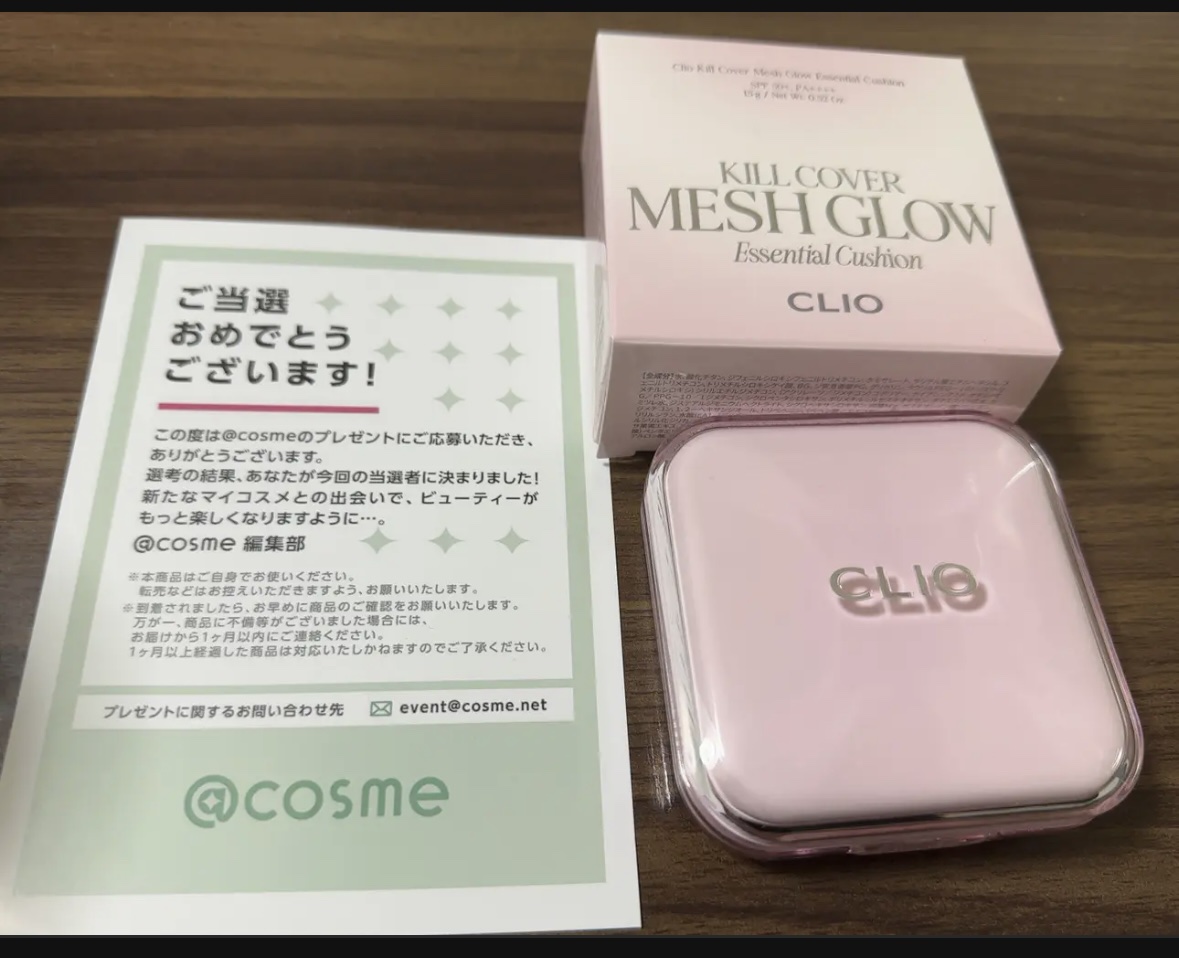 ご当選
おめでとう
ございます!
この度は@cosmeのプレゼントにご応募いただき、
ありがとうございます。
選考の結果、あなたが今回の当選者に決まりました!
新たなマイコスメとの出会いで、ビューティーが
もっと楽しくなりますように…。
@cosme 編集部
※本商品はご自身でお使いください。
転売などはお控えいただきますよう、お願いいたします。
※到着されましたら、お早めに商品のご確認をお願いいたします。
万が一、商品に不備等がございました場合には、
お届けから1ヶ月以内にご連絡ください。
1ヶ月以上経過した商品は対応いたしかねますのでご了承ください。
プレゼントに関するお問い合わせ先 event@cosme.net
@cosme
Clio Kill Cover Mesh Glow Essential Cushion
15g / Net Wt. 0.52 Oz
KILL COVER
MESH GLOW
Essential Cushion
CLIO
CLIO